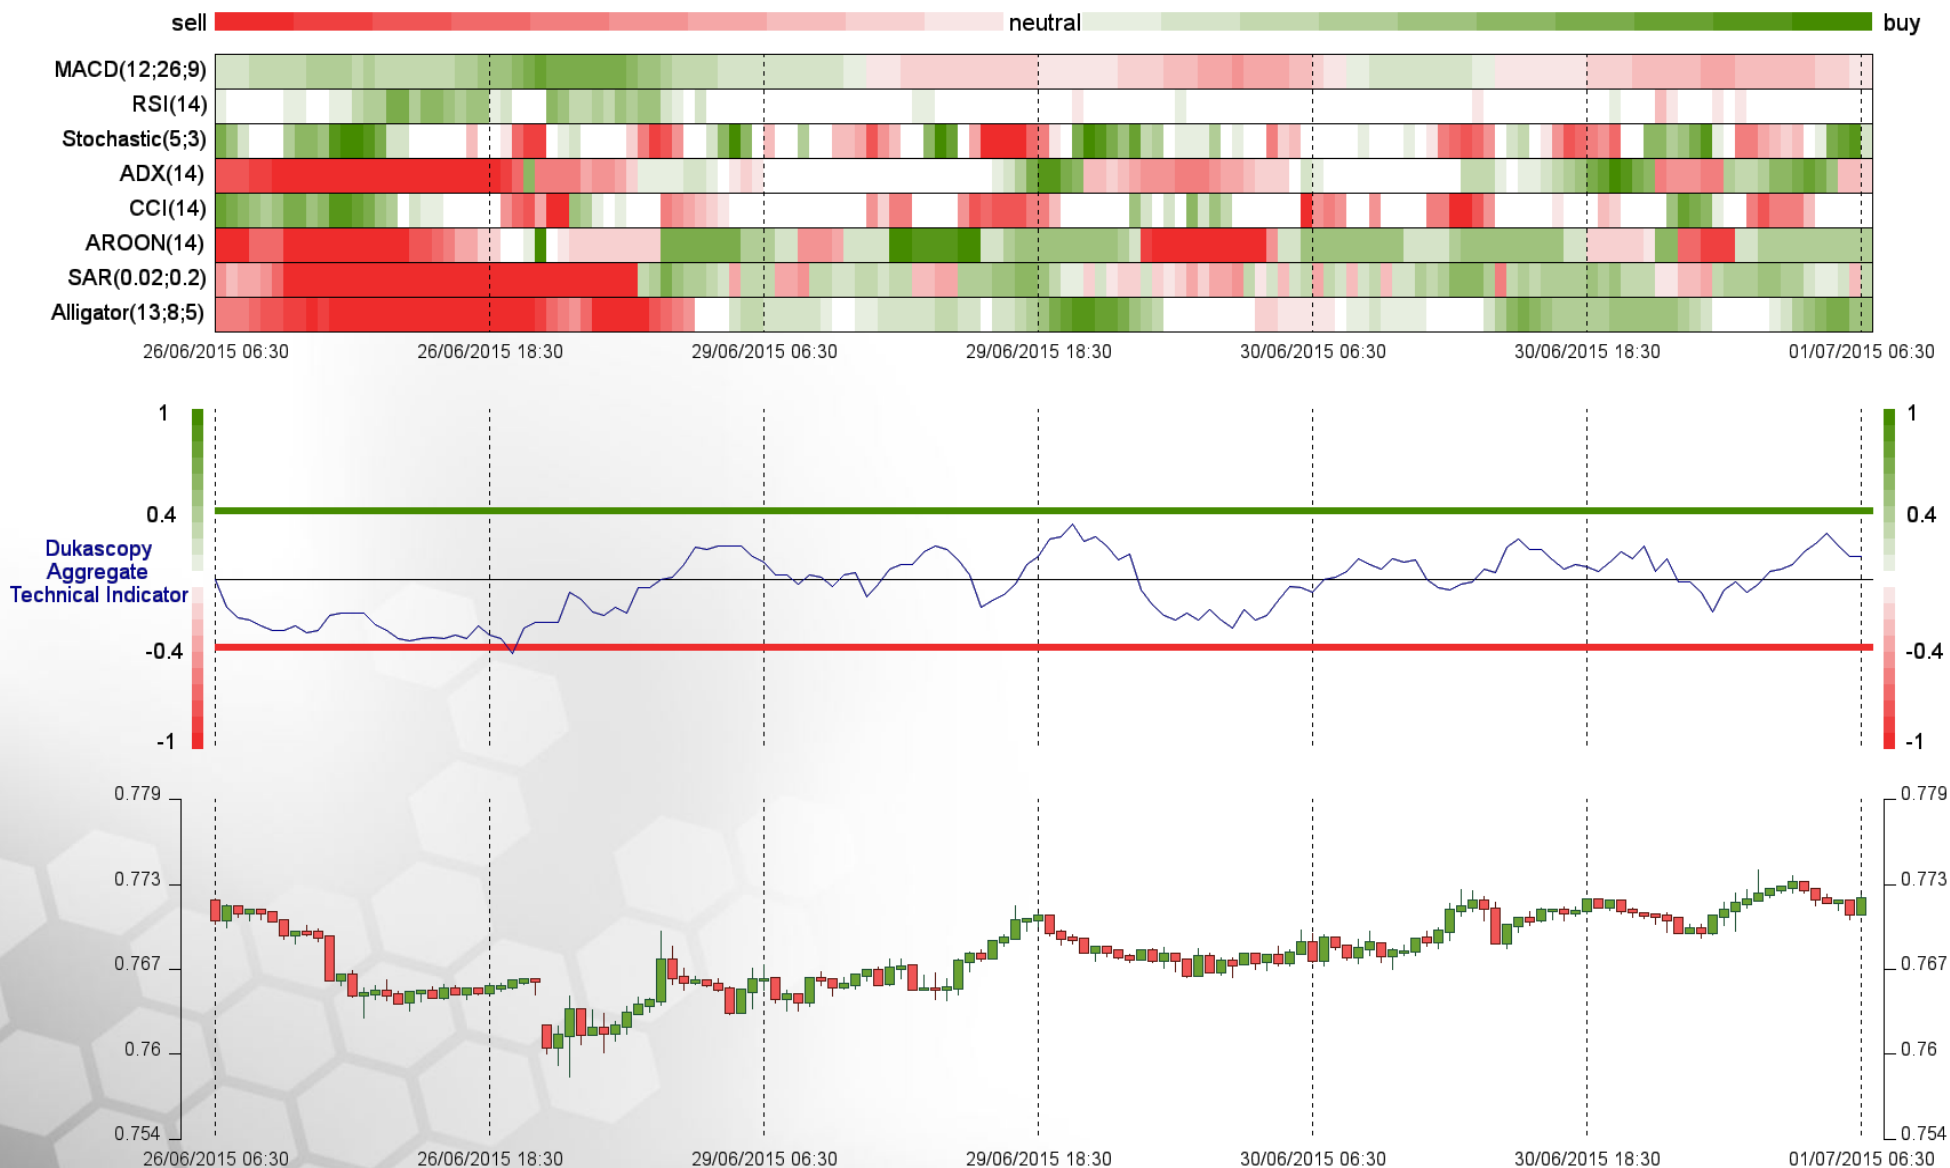 sell neutral buy
MACD(12;26;9)
RSI(14)
Stochastic(5;3)
ADX(14)
CCI(14)
AROON(14)
SAR(0.02;0.2)
Alligator(13;8;5)
26/06/2015 06:30 26/06/2015 18:30 29/06/2015 06:30 29/06/2015 18:30 30/06/2015 06:30 30/06/2015 18:30 01/07/2015 06:30
1 1
0.4 0.4
Dukascopy
Aggregate
Technical Indicator
-0.4 -0.4
-1 -1
0.779 0.779
0.773 0.773
0.767 0.767
0.76 0.76
0.754 0.754
26/06/2015 06:30 26/06/2015 18:30 29/06/2015 06:30 29/06/2015 18:30 30/06/2015 06:30 30/06/2015 18:30 01/07/2015 06:30